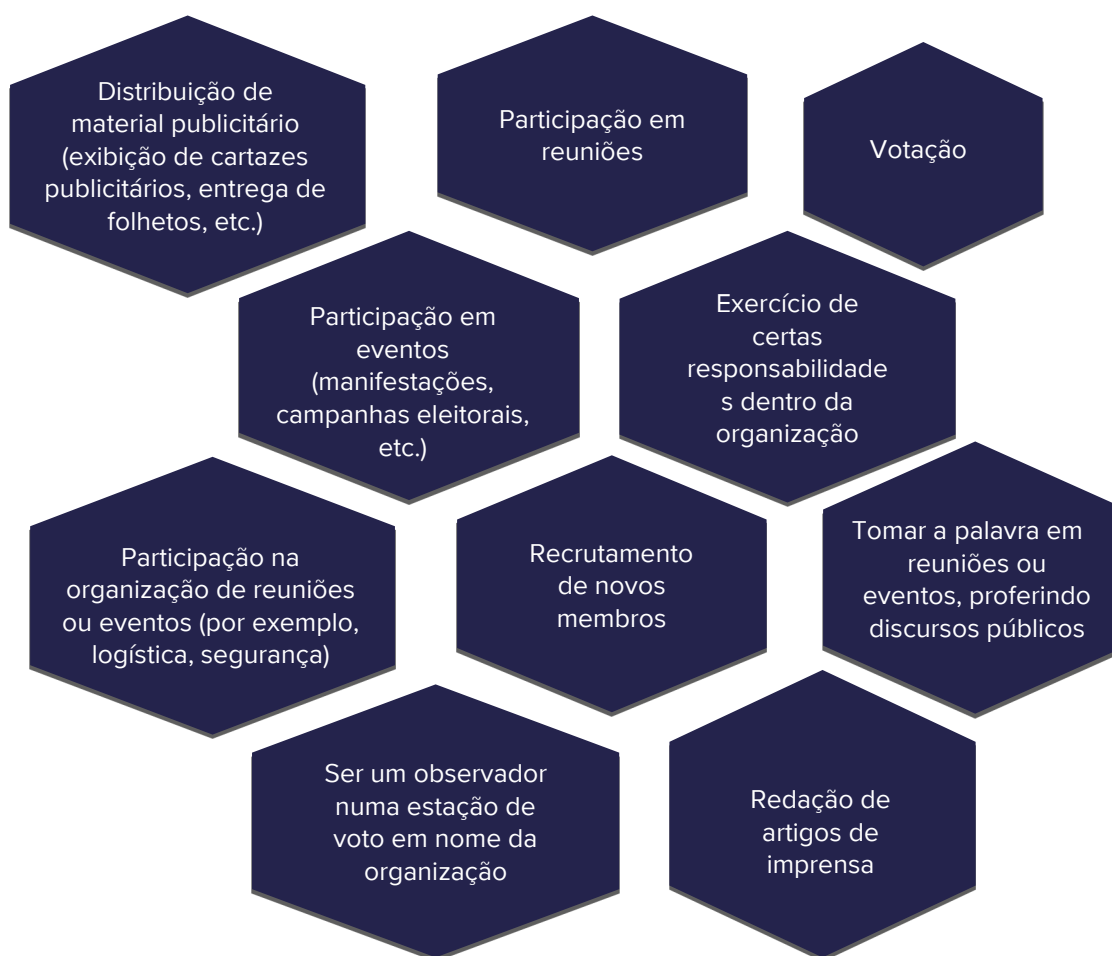 Distribuição de
material publicitário
(exibição de cartazes
publicitários, entrega de
folhetos, etc.)
Participação em
reuniões
Votação
Participação em
eventos
(manifestações,
campanhas eleitorais,
etc.)
Exercício de
certas
responsabilidade
s dentro da
organização
Participação na
organização de reuniões
ou eventos (por exemplo,
logística, segurança)
Recrutamento
de novos
membros
Tomar a palavra em
reuniões ou
eventos, proferindo
discursos públicos
Ser um observador
numa estação de
voto em nome da
organização
Redação de
artigos de
imprensa